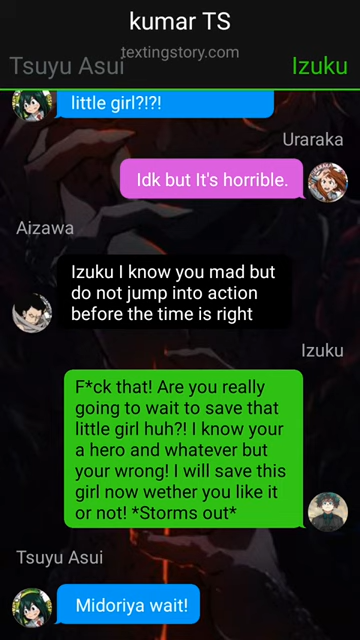 kumar TS
textingstory.com
Tsuyu Asui
Izuku
little girl?!?!
Uraraka
Idk but It's horrible.
Aizawa
Izuku I know you mad but
do not jump into action
before the time is right
Izuku
F*ck that! Are you really
going to wait to save that
little girl huh?! I know your
a hero and whatever but
your wrong! I will save this
girl now wether you like it
or not! *Storms out*
Tsuyu Asui
Midoriya wait!